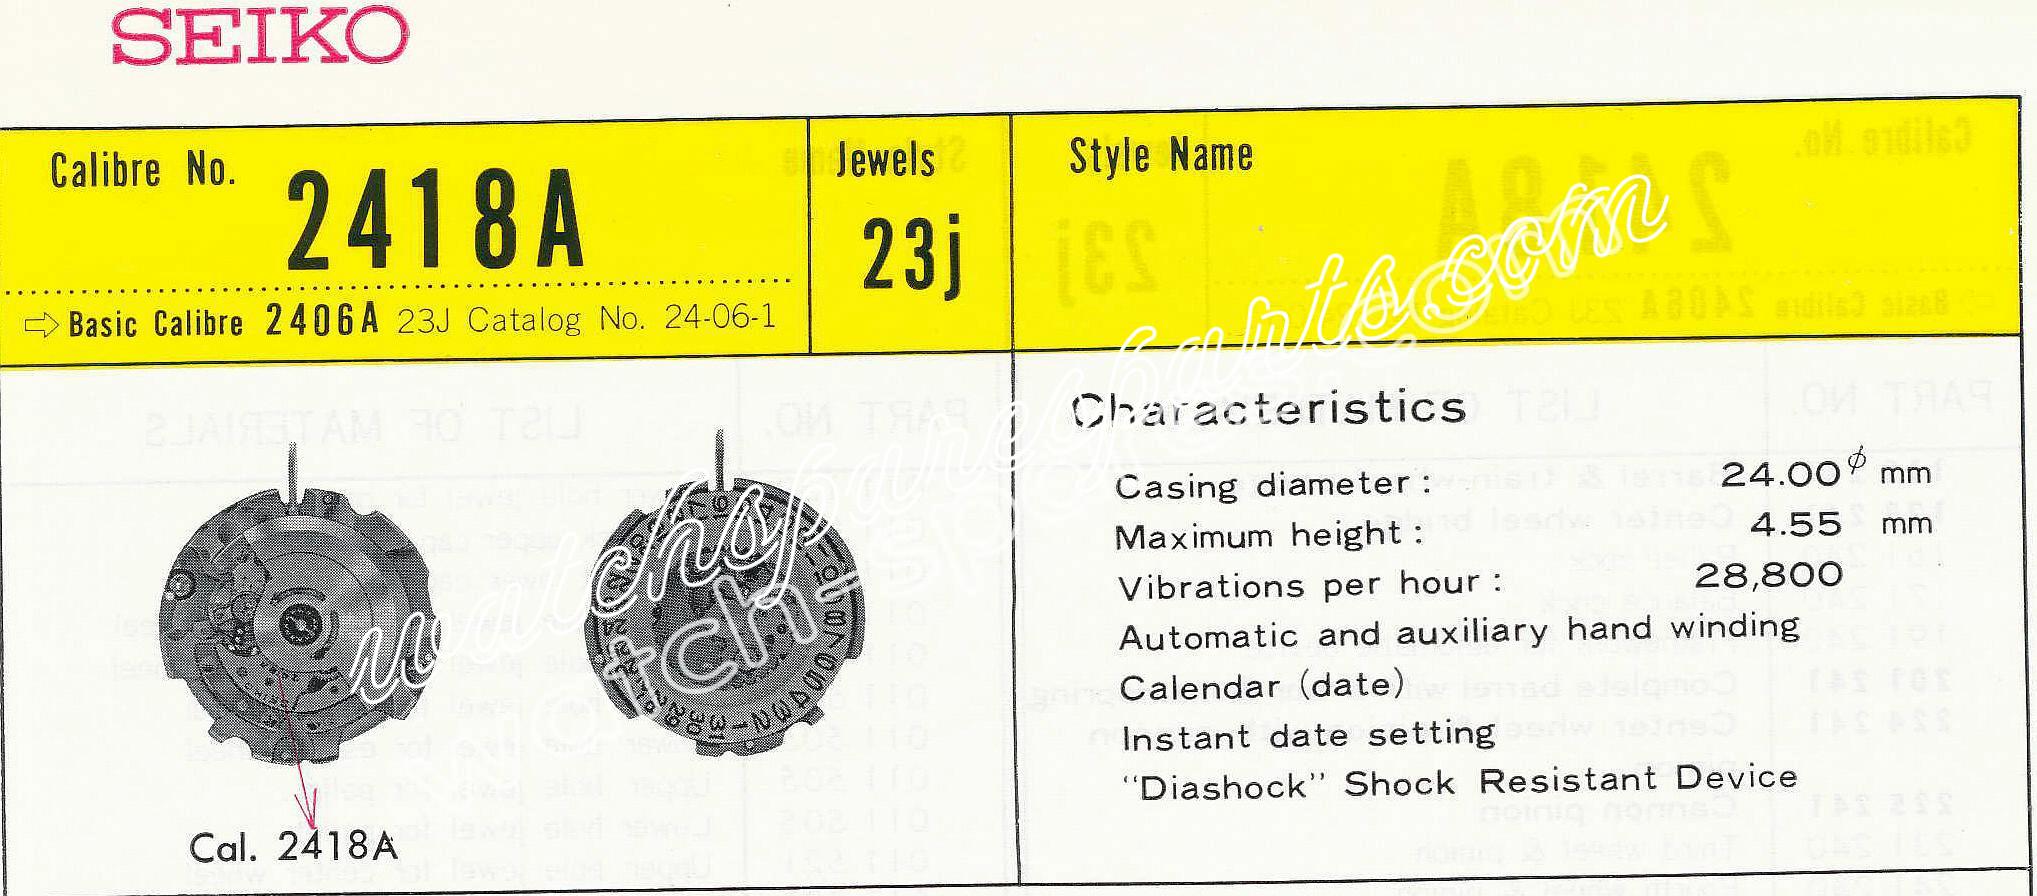 SEIKO
Calibre No. 2418A
⇨ Basic Calibre 2406A 23J Catalog No. 24-06-1
Jewels
23j
Style Name
Characteristics
Casing diameter : 24.00φ mm
Maximum height : 4.55 mm
Vibrations per hour : 28,800
Automatic and auxiliary hand winding
Calendar (date)
Instant date setting
"Diashock" Shock Resistant Device
Cal. 2418A
watchspareparts.com